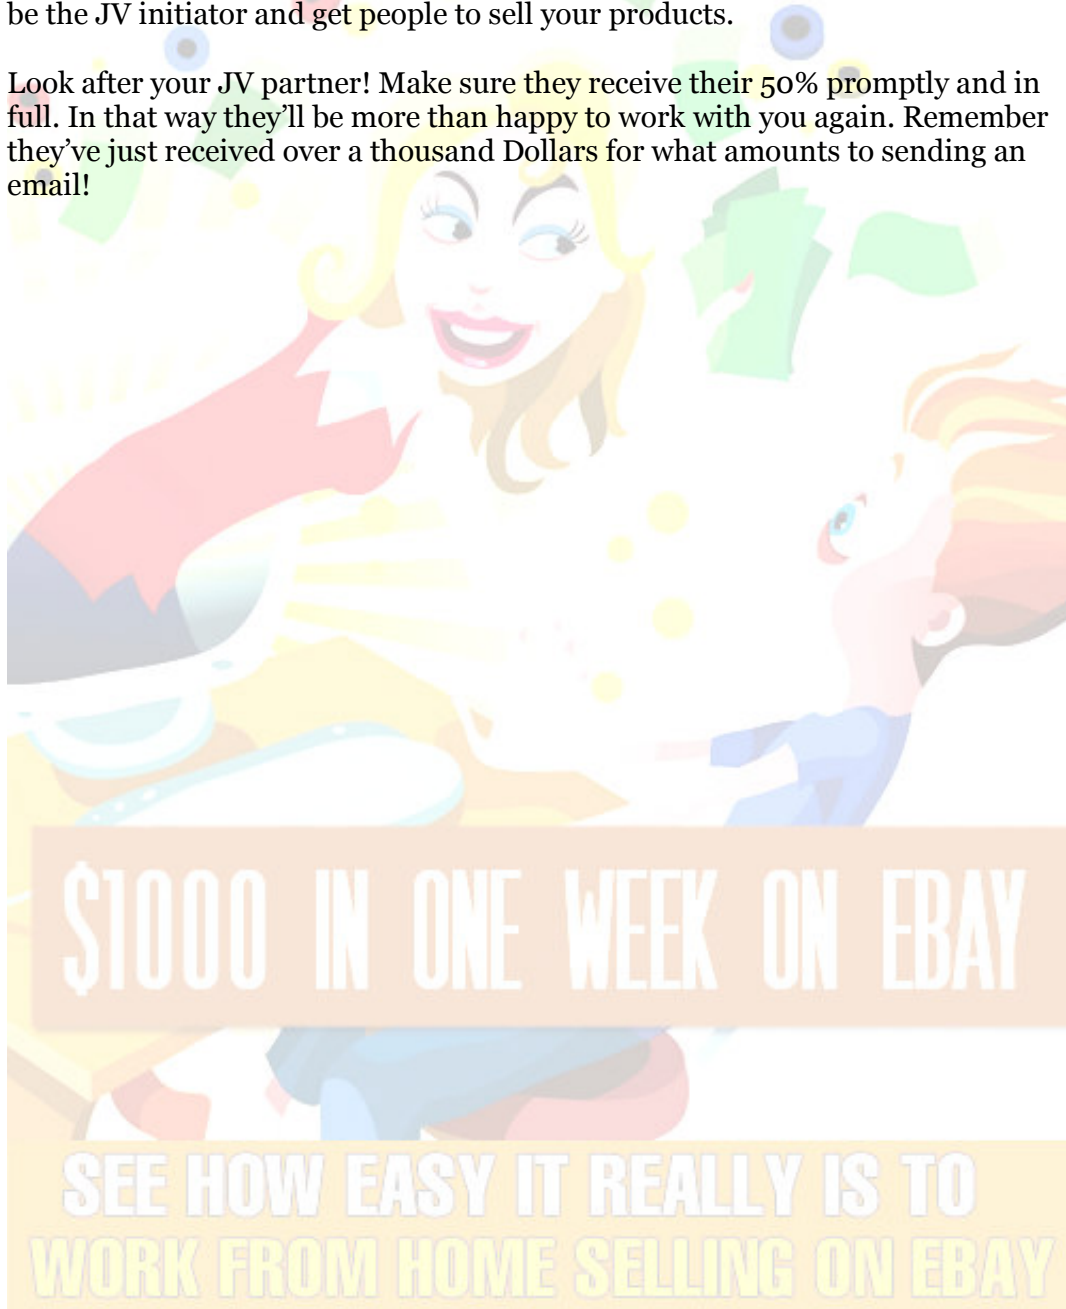 be the JV initiator and get people to sell your products.
Look after your JV partner! Make sure they receive their 50% promptly and in
full. In that way they’ll be more than happy to work with you again. Remember
they’ve just received over a thousand Dollars for what amounts to sending an
email!
$1000 IN ONE WEEK ON EBAY
SEE HOW EASY IT REALLY IS TO
WORK FROM HOME SELLING ON EBAY